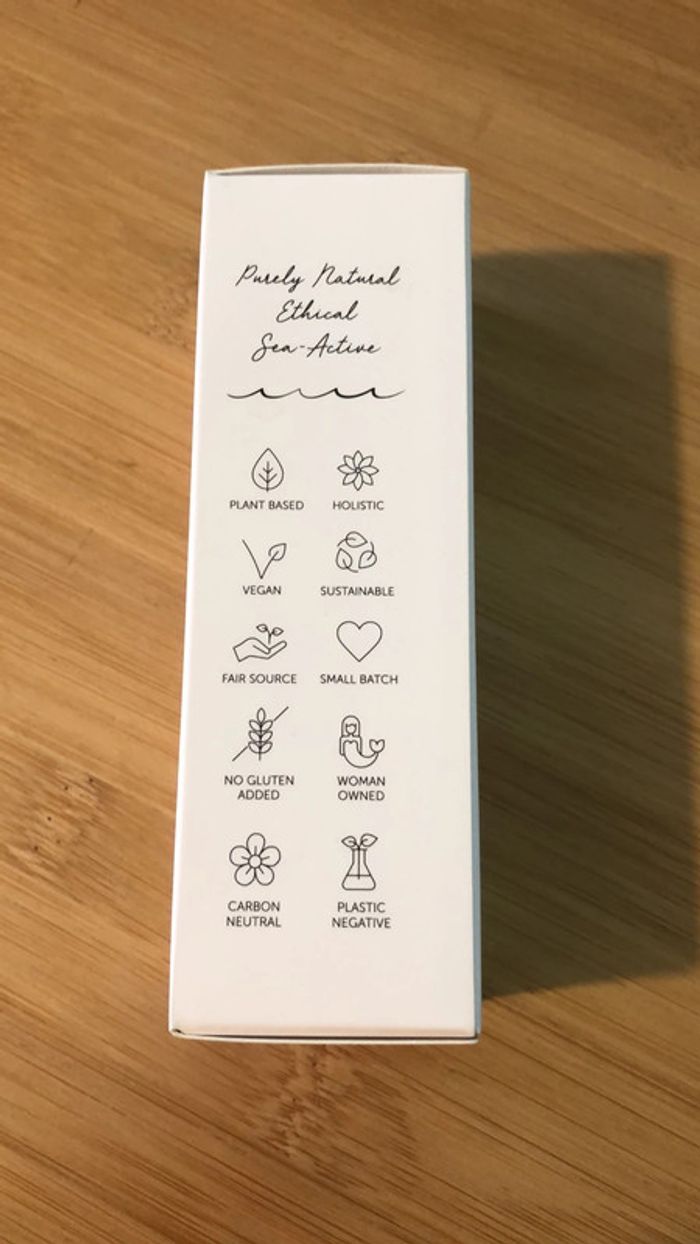 Purely Natural
Ethical
Sea-Active
PLANT BASED
HOLISTIC
VEGAN
SUSTAINABLE
FAIR SOURCE
SMALL BATCH
NO GLUTEN
ADDED
WOMAN
OWNED
CARBON
NEUTRAL
PLASTIC
NEGATIVE